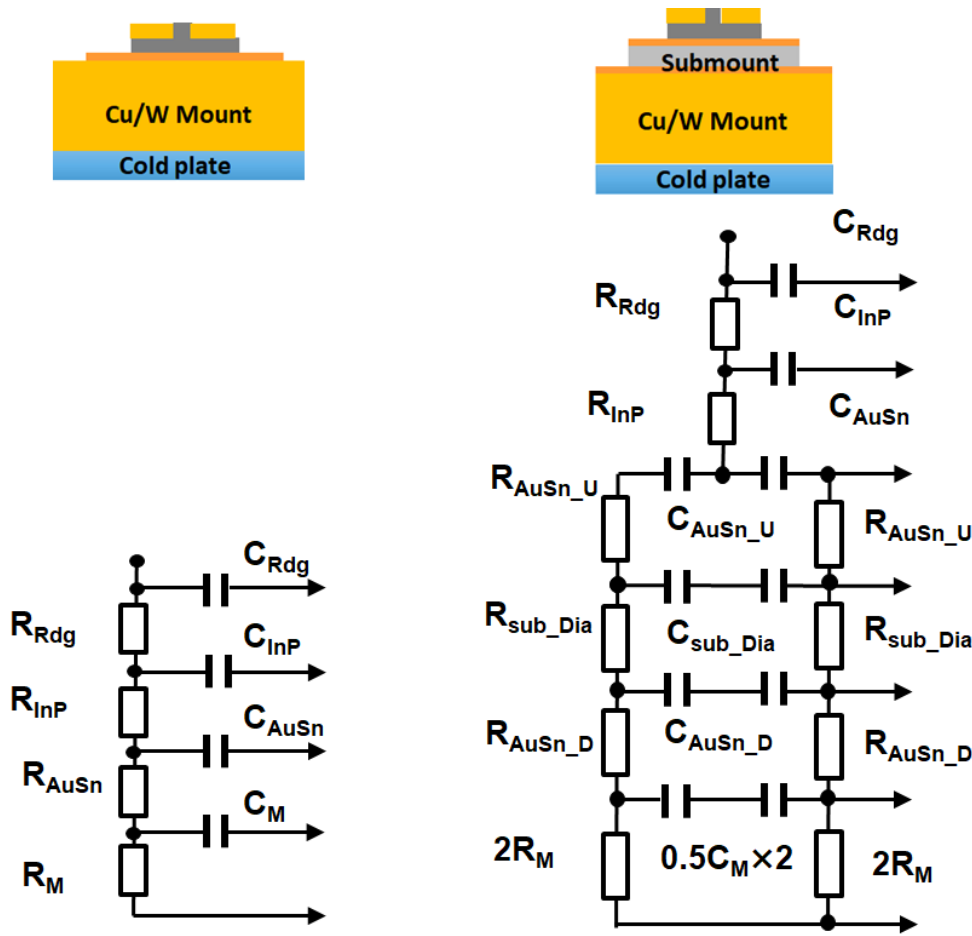 Cu/W Mount
Cold plate
Submount
Cu/W Mount
Cold plate
C_Rdg
R_Rdg
C_InP
R_InP
C_AuSn
R_AuSn
C_M
R_M
C_Rdg
R_Rdg
C_InP
R_InP
C_AuSn
R_AuSn_U
C_AuSn_U
R_AuSn_U
R_sub_Dia
C_sub_Dia
R_sub_Dia
R_AuSn_D
C_AuSn_D
R_AuSn_D
2R_M
0.5C_M×2
2R_M